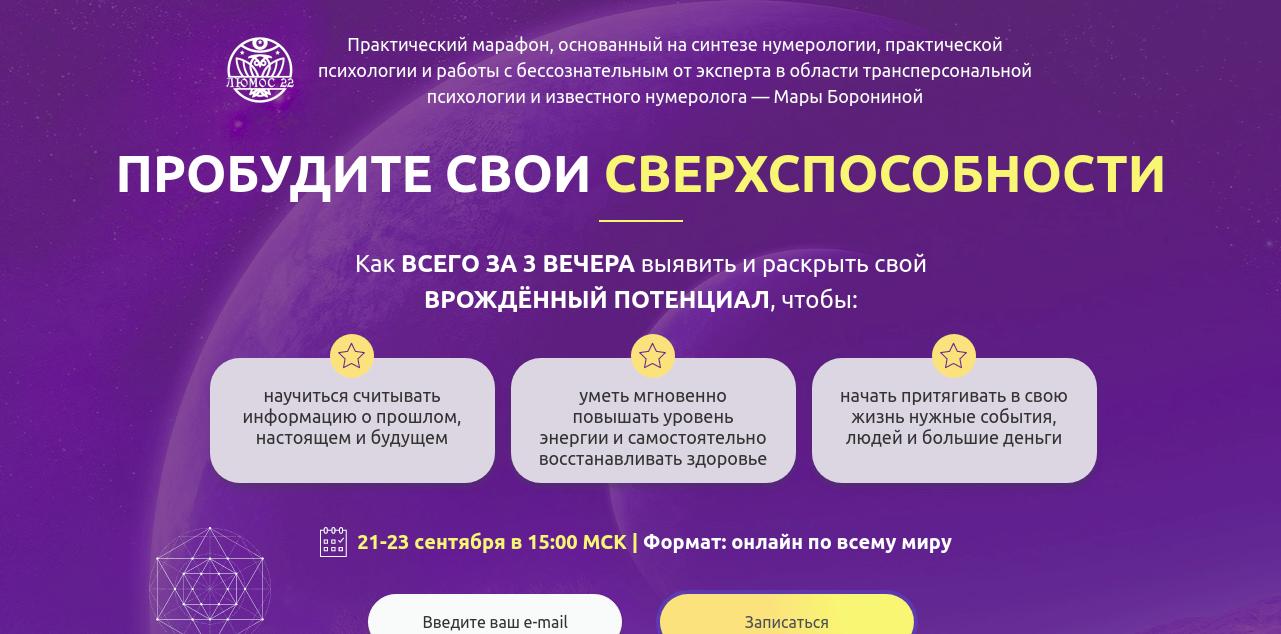 ЛЮМОС 22
Практический марафон, основанный на синтезе нумерологии, практической
психологии и работы с бессознательным от эксперта в области трансперсональной
психологии и известного нумеролога — Мары Борониной
ПРОБУДИТЕ СВОИ СВЕРХСПОСОБНОСТИ
Как ВСЕГО ЗА 3 ВЕЧЕРА выявить и раскрыть свой
ВРОЖДЁННЫЙ ПОТЕНЦИАЛ, чтобы:
научиться считывать
информацию о прошлом,
настоящем и будущем
уметь мгновенно
повышать уровень
энергии и самостоятельно
восстанавливать здоровье
начать притягивать в свою
жизнь нужные события,
людей и большие деньги
21-23 сентября в 15:00 МСК | Формат: онлайн по всему миру
Введите ваш e-mail
Записаться